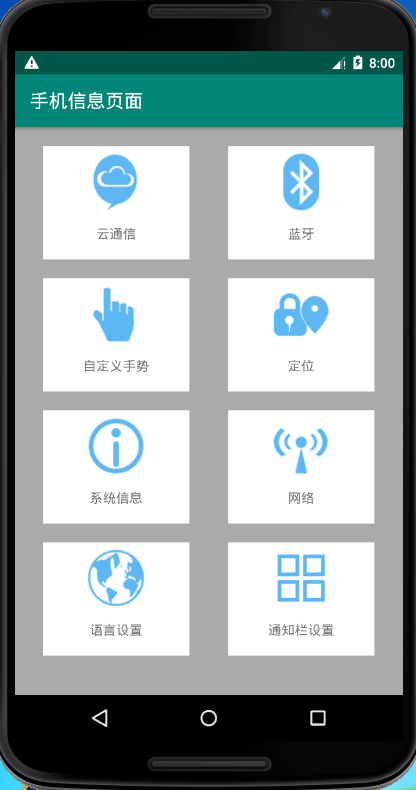 8:00
手机信息页面
云通信
蓝牙
自定义手势
定位
系统信息
网络
语言设置
通知栏设置